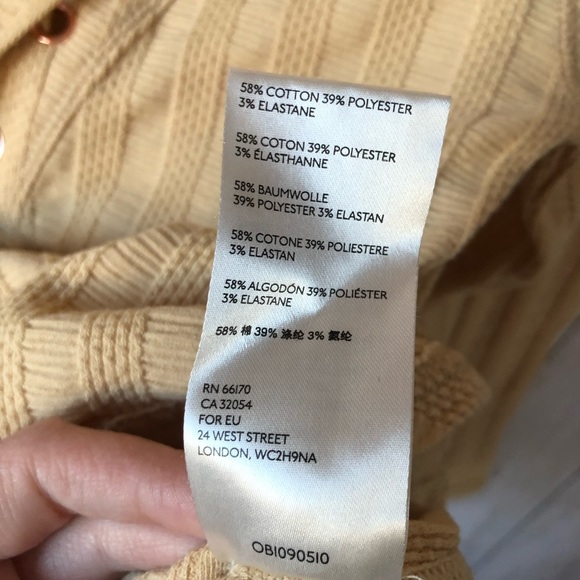 58% COTTON 39% POLYESTER
3% ELASTANE
58% COTON 39% POLYESTER
3% ÉLASTHANNE
58% BAUMWOLLE
39% POLYESTER 3% ELASTAN
58% COTONE 39% POLIESTERE
3% ELASTAN
58% ALGODÓN 39% POLIÉSTER
3% ELASTANE
58% 棉 39% 涤纶 3% 氨纶
RN 66170
CA 32054
FOR EU
24 WEST STREET
LONDON, WC2H9NA
OB1090510